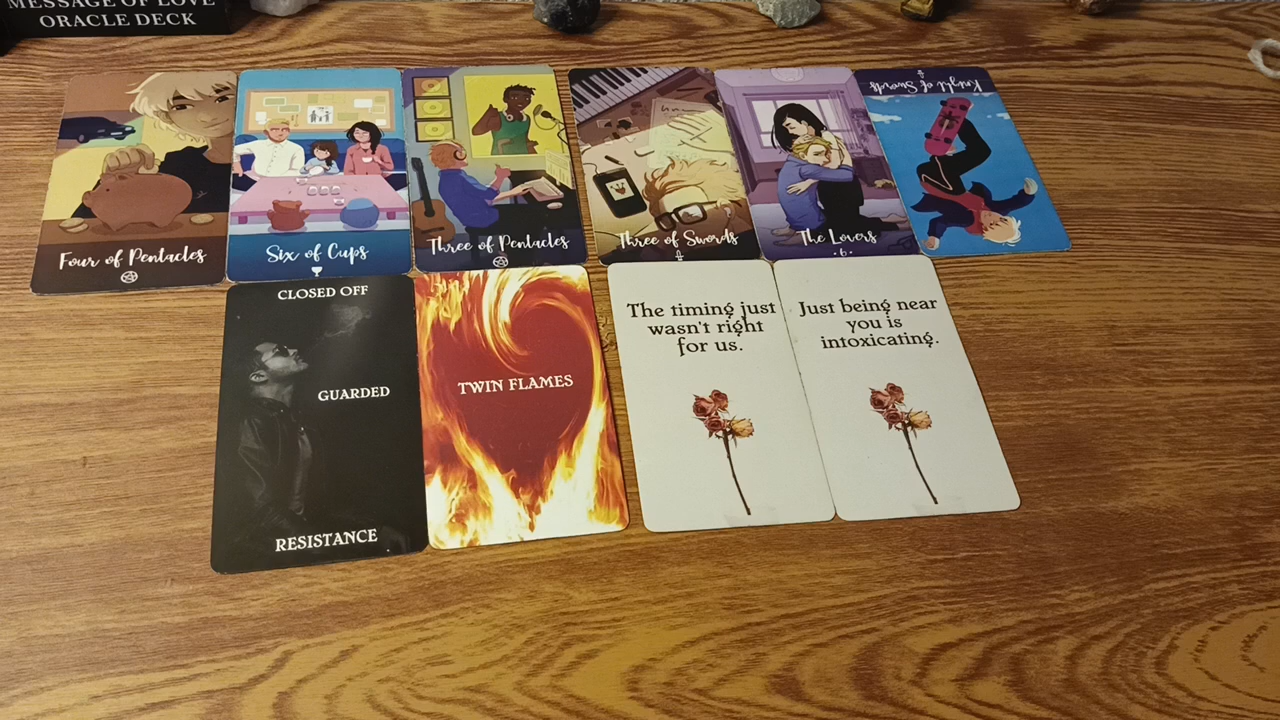 MESSAGE OF LOVE
ORACLE DECK
Four of Pentacles
Six of Cups
Three of Pentacles
Three of Swords
The Lovers
·6·
Knight of Swords
CLOSED OFF
GUARDED
RESISTANCE
TWIN FLAMES
The timing just
wasn't right
for us.
Just being near
you is
intoxicating.